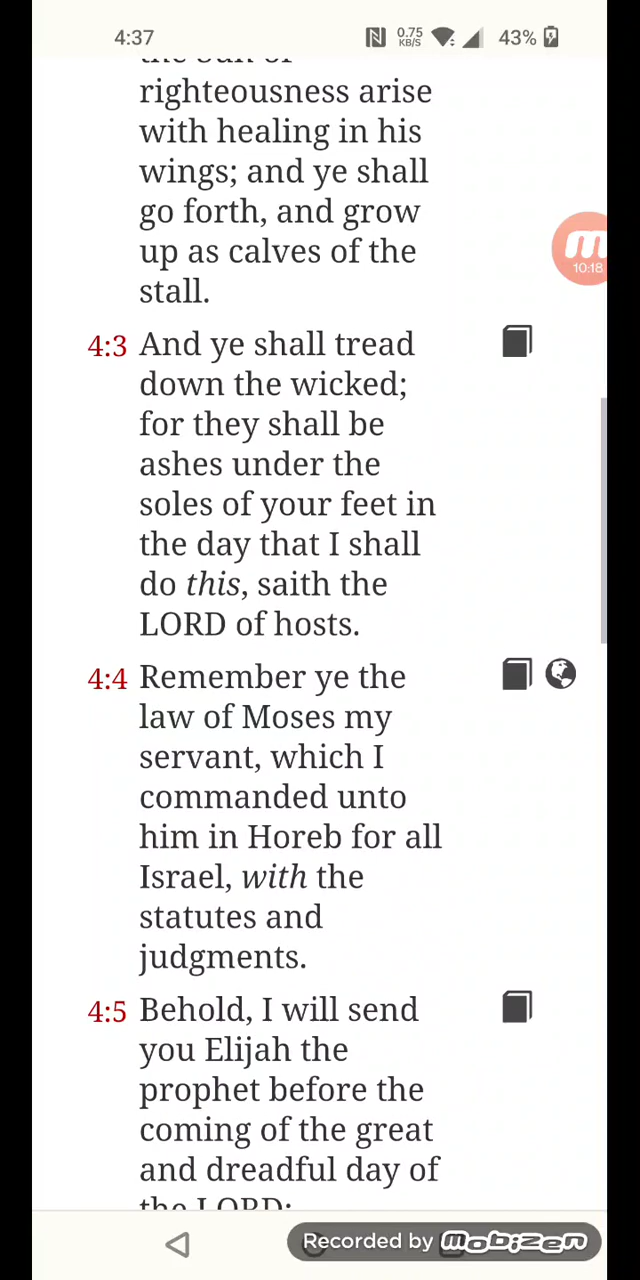 4:37 0.75 KB/S 43%
the Sun of
righteousness arise
with healing in his
wings; and ye shall
go forth, and grow
up as calves of the
stall.
10:18
4:3 And ye shall tread
down the wicked;
for they shall be
ashes under the
soles of your feet in
the day that I shall
do this, saith the
LORD of hosts.
4:4 Remember ye the
law of Moses my
servant, which I
commanded unto
him in Horeb for all
Israel, with the
statutes and
judgments.
4:5 Behold, I will send
you Elijah the
prophet before the
coming of the great
and dreadful day of
the LORD:
Recorded by mobizen